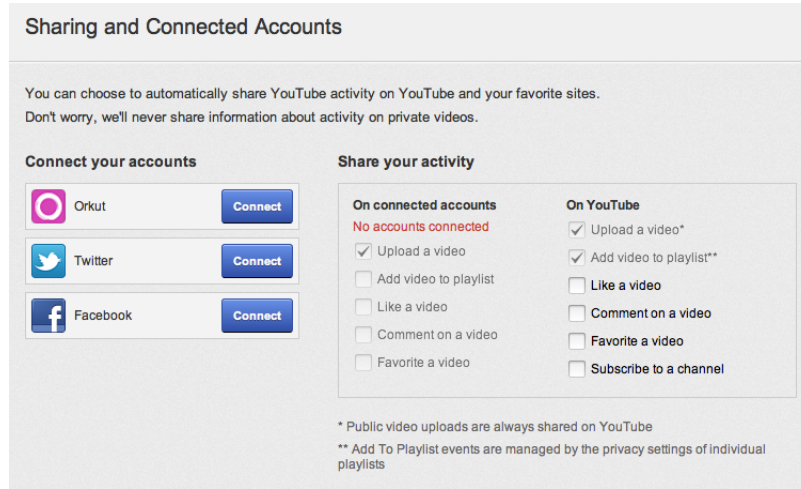 Sharing and Connected Accounts
You can choose to automatically share YouTube activity on YouTube and your favorite sites.
Don't worry, we'll never share information about activity on private videos.
Connect your accounts
Orkut
Connect
Twitter
Connect
Facebook
Connect
Share your activity
On connected accounts
No accounts connected
Upload a video
Add video to playlist
Like a video
Comment on a video
Favorite a video
On YouTube
Upload a video*
Add video to playlist**
Like a video
Comment on a video
Favorite a video
Subscribe to a channel
* Public video uploads are always shared on YouTube
** Add To Playlist events are managed by the privacy settings of individual
playlists